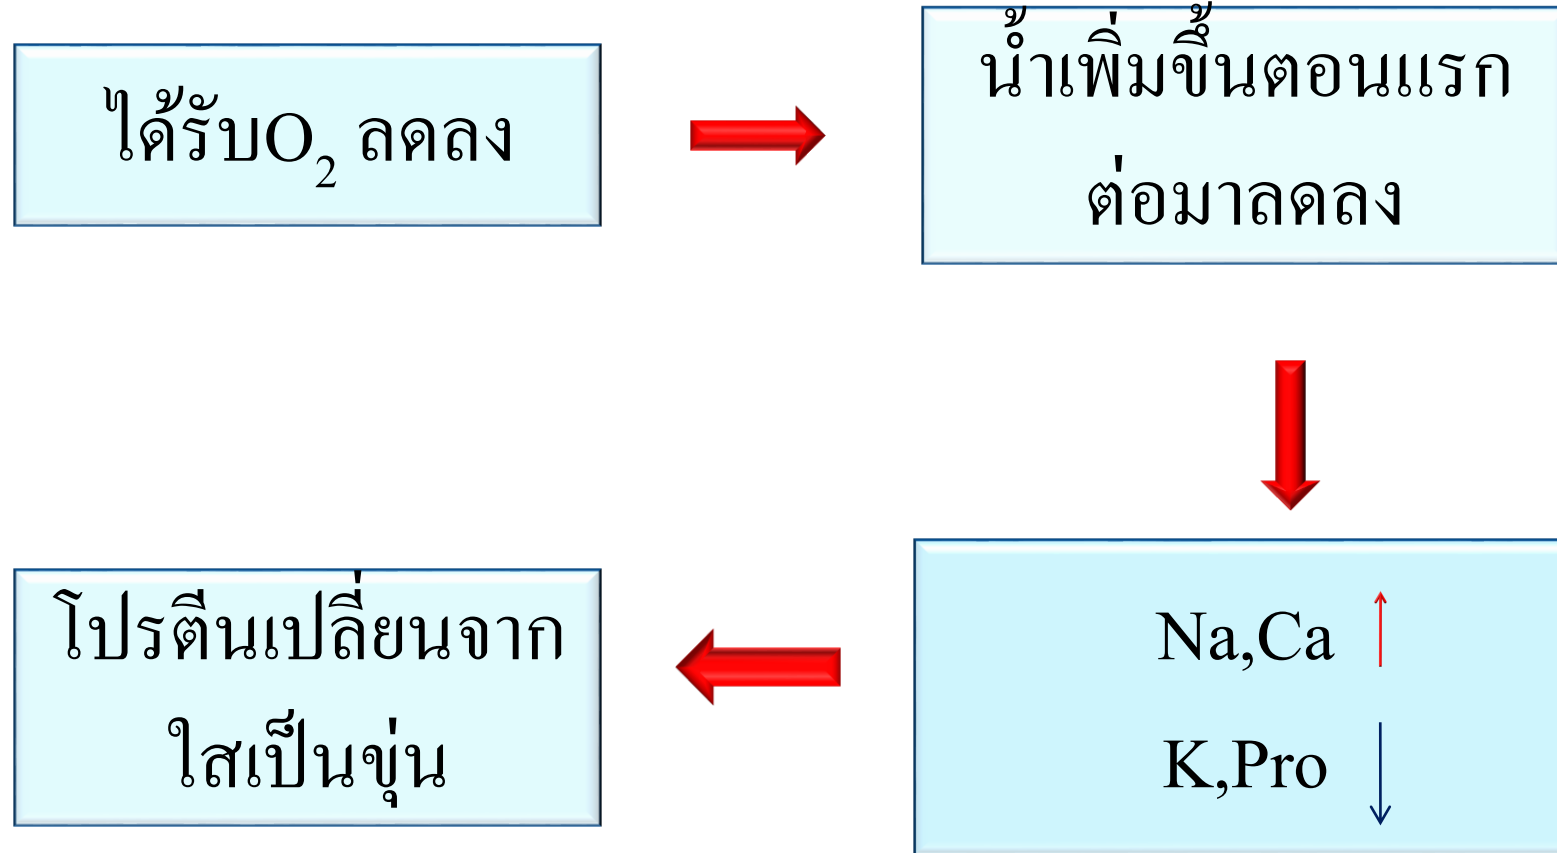 ได้รับO₂ ลดลง
น้ำเพิ่มขึ้นตอนแรก
ต่อมาลดลง
Na,Ca ↑
K,Pro ↓
โปรตีนเปลี่ยนจาก
ใสเป็นขุ่น